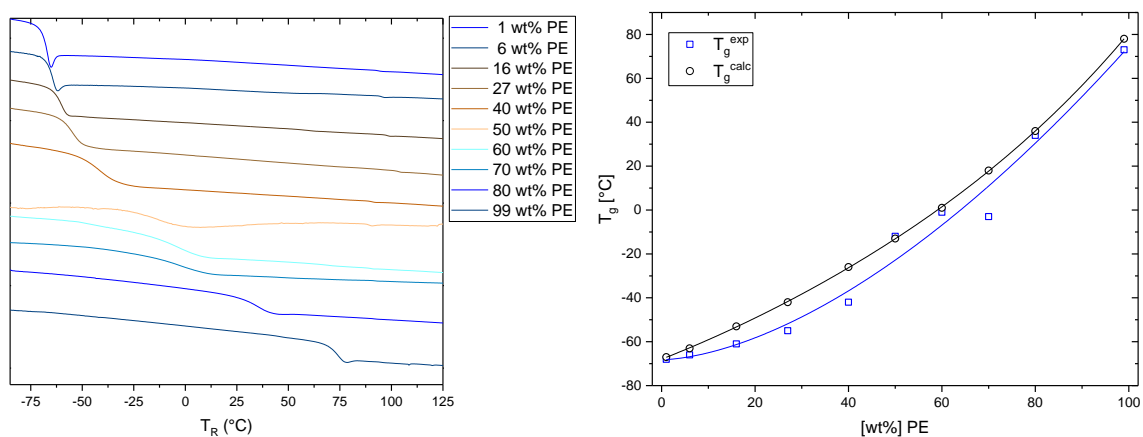 1 wt% PE
6 wt% PE
16 wt% PE
27 wt% PE
40 wt% PE
50 wt% PE
60 wt% PE
70 wt% PE
80 wt% PE
99 wt% PE
-75 -50 -25 0 25 50 75 100 125
T_R (°C)
T_g^exp
T_g^calc
80
60
40
20
0
-20
-40
-60
-80
T_g [°C]
0 20 40 60 80 100
[wt%] PE